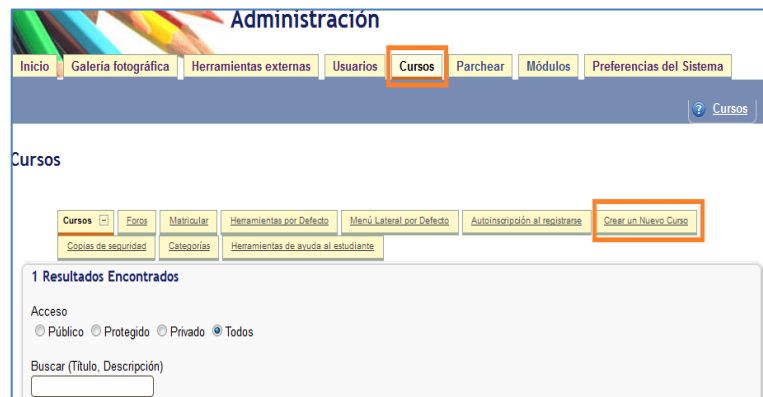 Administración
Inicio Galería fotográfica Herramientas externas Usuarios Cursos Parchear Módulos Preferencias del Sistema
? Cursos
Cursos
Cursos Foros Matricular Herramientas por Defecto Menú Lateral por Defecto Autoinscripción al registrarse Crear un Nuevo Curso
Copias de seguridad Categorías Herramientas de ayuda al estudiante
1 Resultados Encontrados
Acceso
Público Protegido Privado Todos
Buscar (Título, Descripción)